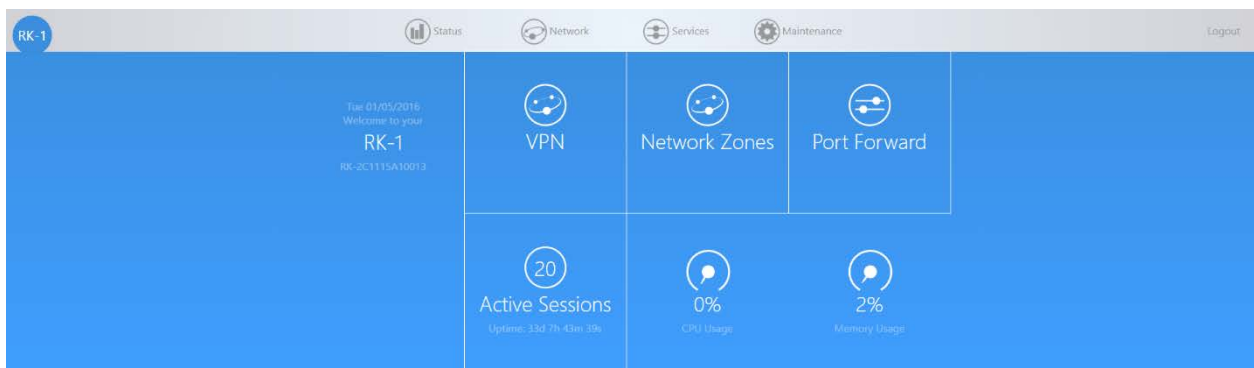 RK-1
Status
Network
Services
Maintenance
Logout
Tue 01/05/2016
Welcome to your
RK-1
RK-2C1115A10013
VPN
Network Zones
Port Forward
20
Active Sessions
Uptime: 33d 7h 43m 39s
0%
CPU Usage
2%
Memory Usage